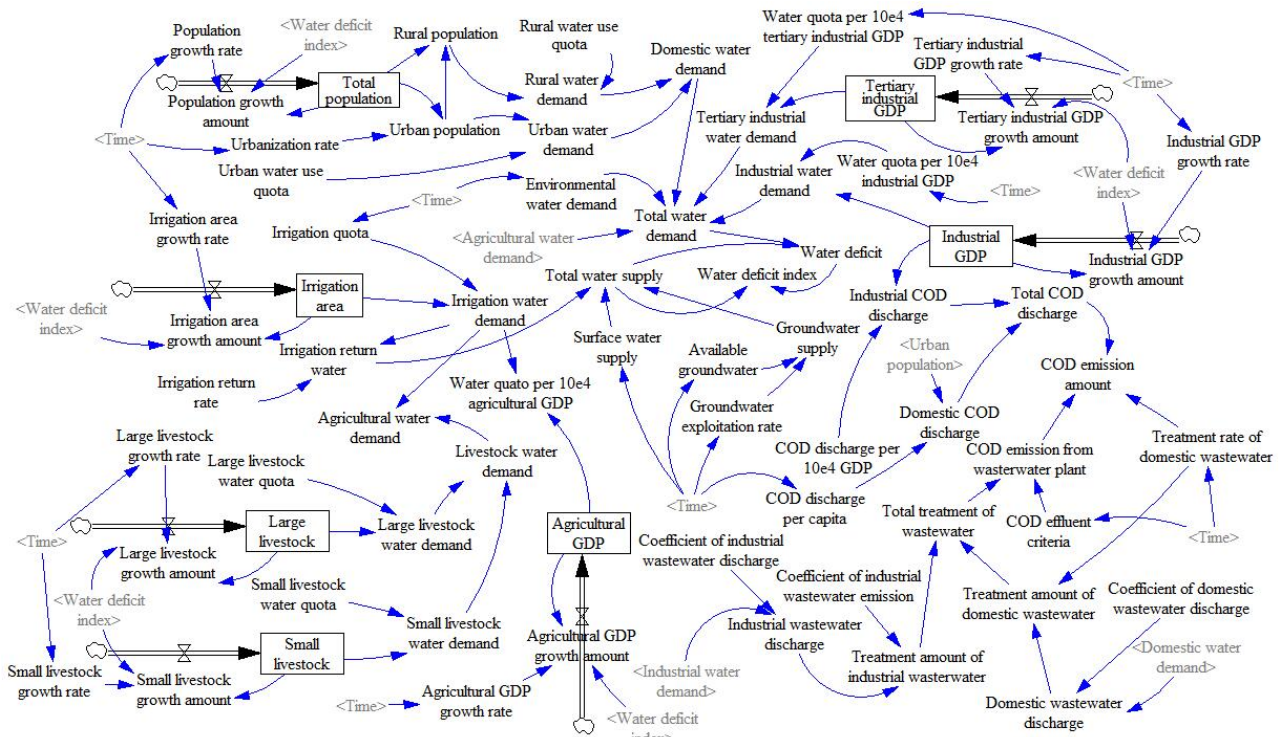 Population
growth rate
<Water deficit
index>
Rural population
Rural water use
quota
Domestic water
demand
Water quota per 10e4
tertiary industrial GDP
Tertiary industrial
GDP growth rate
<Time>
Total
population
Population growth
amount
Rural water
demand
Tertiary
industrial
GDP
<Time>
Urbanization rate
Urban population
Urban water
demand
Tertiary industrial
water demand
Tertiary industrial GDP
growth amount
Industrial GDP
growth rate
Urban water use
quota
Environmental
water demand
Industrial water
demand
Water quota per 10e4
industrial GDP
<Water deficit
index>
<Time>
<Time>
Irrigation area
growth rate
Irrigation quota
<Agricultural water
demand>
Total water
demand
Water deficit
Industrial
GDP
Industrial GDP
growth amount
Total water supply
Water deficit index
Irrigation
area
<Water deficit
index>
Irrigation area
growth amount
Irrigation water
demand
Industrial COD
discharge
Total COD
discharge
Irrigation return
water
Surface water
supply
Groundwater
supply
Available
groundwater
<Urban
population>
COD emission
amount
Irrigation return
rate
Water quato per 10e4
agricultural GDP
Groundwater
exploitation rate
Domestic COD
discharge
Agricultural water
demand
Large livestock
growth rate
Large livestock
water quota
Livestock water
demand
COD discharge per
10e4 GDP
COD emission from
wasterwater plant
Treatment rate of
domestic wastewater
<Time>
COD discharge
per capita
<Time>
Large
livestock
Large livestock
water demand
Agricultural
GDP
Total treatment of
wastewater
COD effluent
criteria
<Time>
Large livestock
growth amount
Coefficient of industrial
wastewater discharge
<Water deficit
index>
Small livestock
water quota
Coefficient of industrial
wastewater emission
Treatment amount of
domestic wastewater
Coefficient of domestic
wastewater discharge
Small livestock
water demand
Small
livestock
Agricultural GDP
growth amount
Industrial wastewater
discharge
Small livestock
growth rate
Small livestock
growth amount
<Industrial water
demand>
Treatment amount of
industrial wasterwater
<Domestic water
demand>
<Time>
Agricultural GDP
growth rate
<Water deficit
index>
Domestic wastewater
discharge